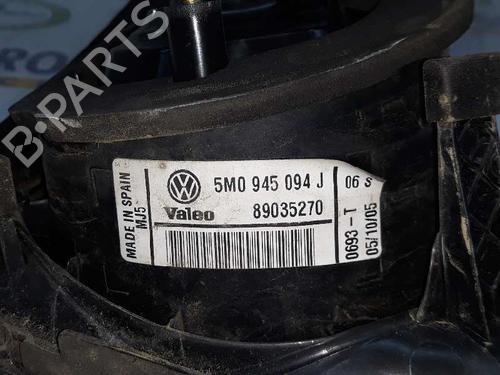 B-PARTS
MADE IN SPAIN
MJ5
5M0 945 094 J
Valeo
89035270
06 S
0693-T
05/10/05